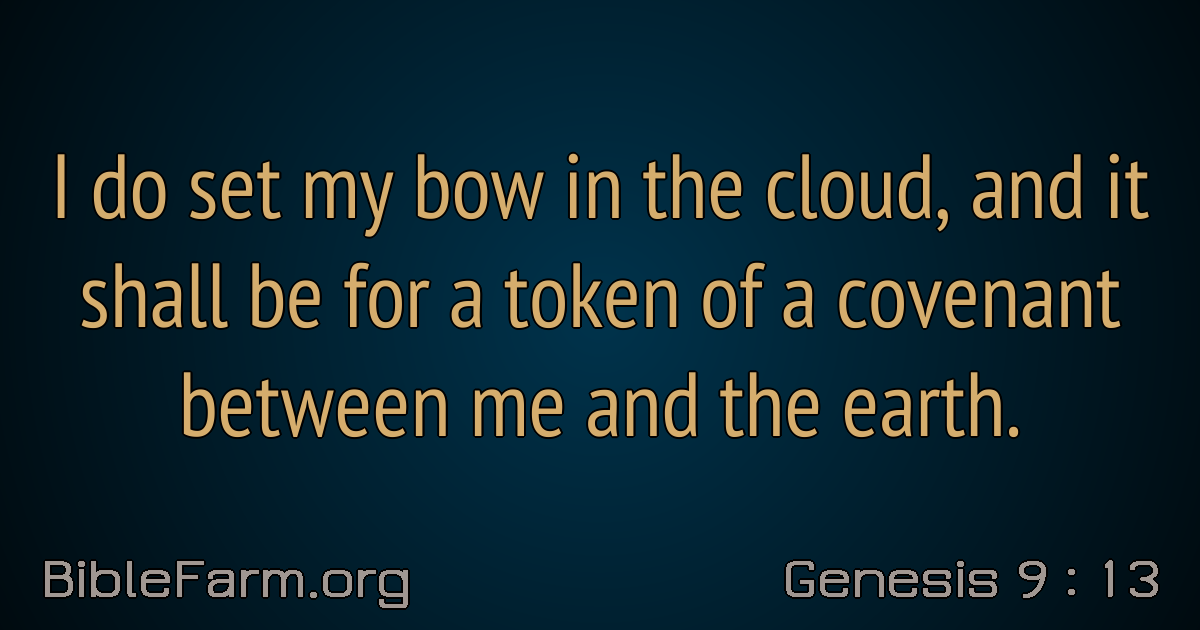 I do set my bow in the cloud, and it
shall be for a token of a covenant
between me and the earth.
BibleFarm.org
Genesis 9 : 13